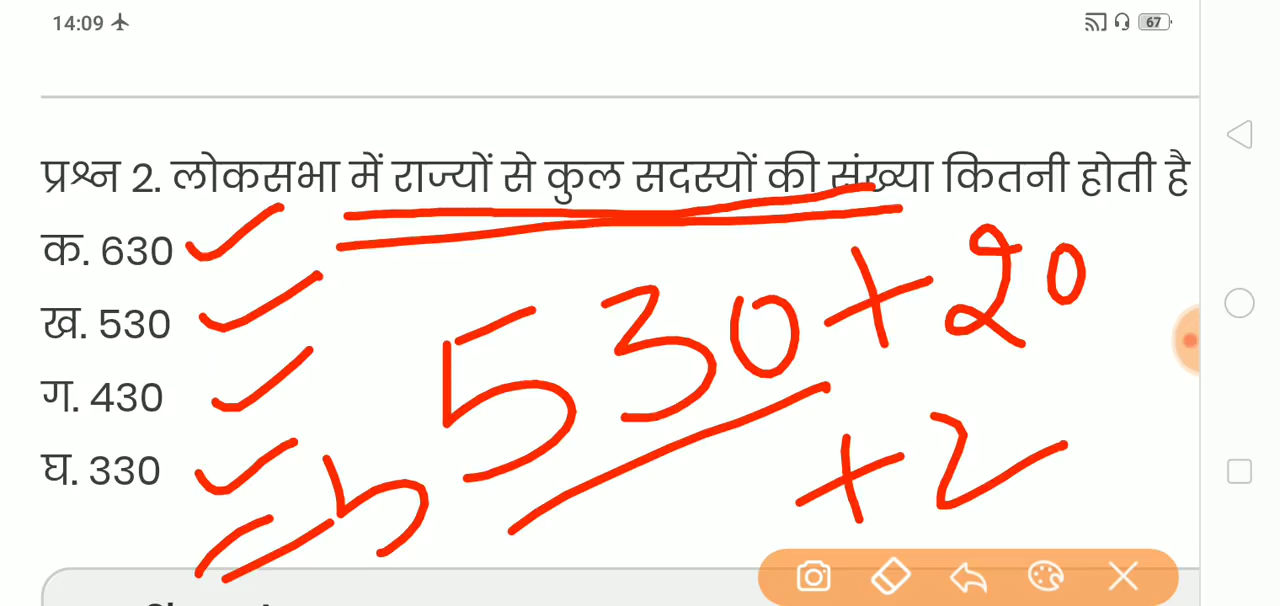 14:09
67
प्रश्न 2. लोकसभा में राज्यों से कुल सदस्यों की संख्या कितनी होती है
क. 630
ख. 530
ग. 430
घ. 330
530 + 20
+ 2